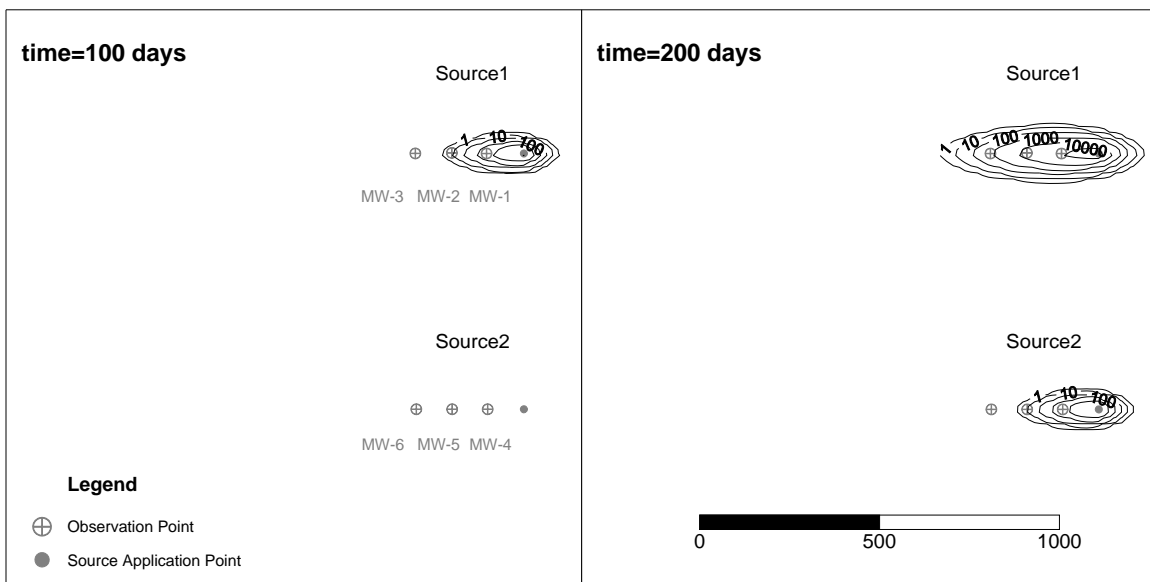 time=100 days
Source1
1 10 100
MW-3 MW-2 MW-1
Source2
MW-6 MW-5 MW-4
Legend
Observation Point
Source Application Point
time=200 days
Source1
1 10 100 1000 10000
Source2
1 10 100
0 500 1000